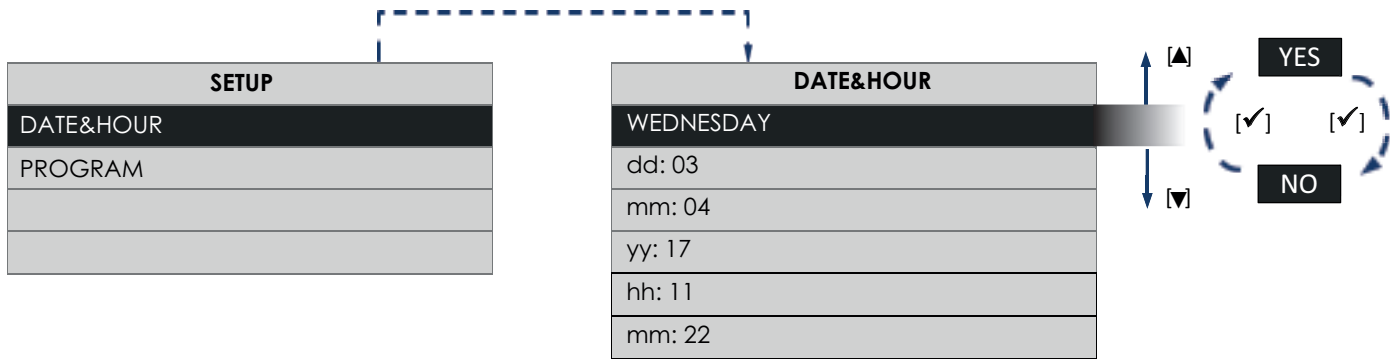 SETUP
DATE&HOUR
PROGRAM
DATE&HOUR
WEDNESDAY
dd: 03
mm: 04
yy: 17
hh: 11
mm: 22
[▲]
[▼]
YES
[✓] [✓]
NO